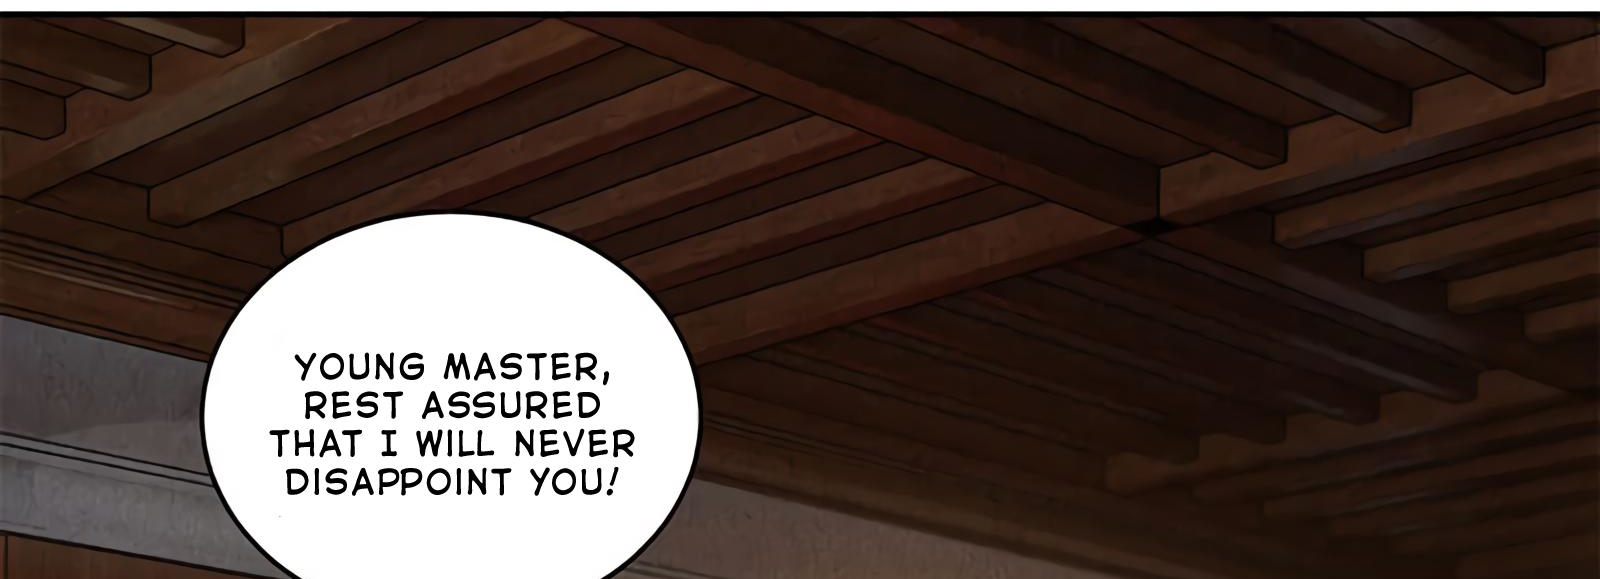 YOUNG MASTER,
REST ASSURED
THAT I WILL NEVER
DISAPPOINT YOU!